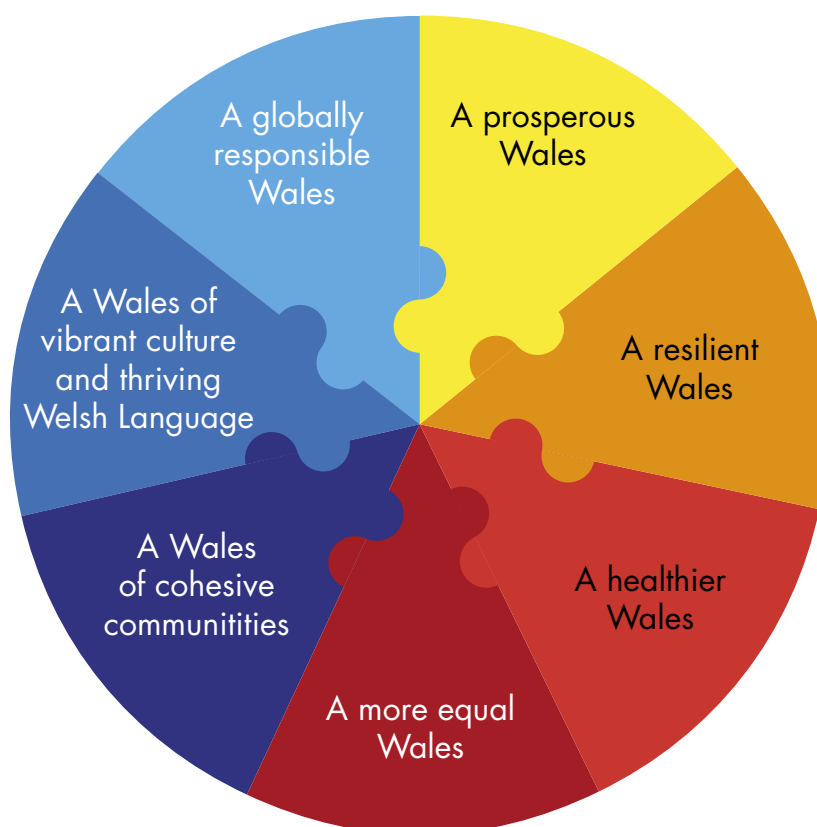 A prosperous
Wales
A resilient
Wales
A healthier
Wales
A more equal
Wales
A Wales
of cohesive
communitities
A Wales of
vibrant culture
and thriving
Welsh Language
A globally
responsible
Wales